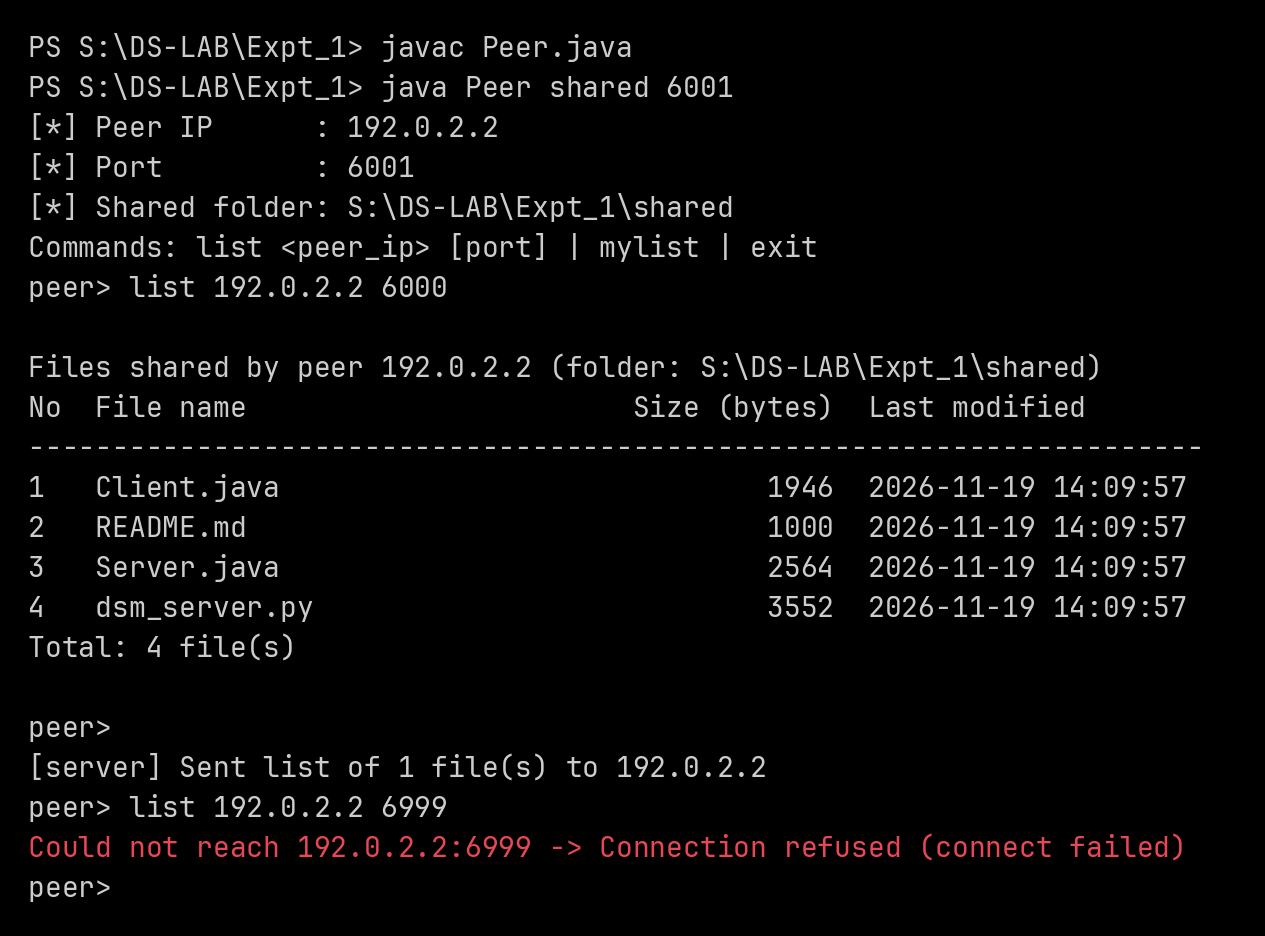 PS S:\DS-LAB\Expt_1> javac Peer.java
PS S:\DS-LAB\Expt_1> java Peer shared 6001
[*] Peer IP      : 192.0.2.2
[*] Port         : 6001
[*] Shared folder: S:\DS-LAB\Expt_1\shared
Commands: list <peer_ip> [port] | mylist | exit
peer> list 192.0.2.2 6000

Files shared by peer 192.0.2.2 (folder: S:\DS-LAB\Expt_1\shared)
No  File name                       Size (bytes)  Last modified
----------------------------------------------------------------------
1   Client.java                             1946  2026-11-19 14:09:57
2   README.md                               1000  2026-11-19 14:09:57
3   Server.java                             2564  2026-11-19 14:09:57
4   dsm_server.py                           3552  2026-11-19 14:09:57
Total: 4 file(s)

peer>
[server] Sent list of 1 file(s) to 192.0.2.2
peer> list 192.0.2.2 6999
Could not reach 192.0.2.2:6999 -> Connection refused (connect failed)
peer>